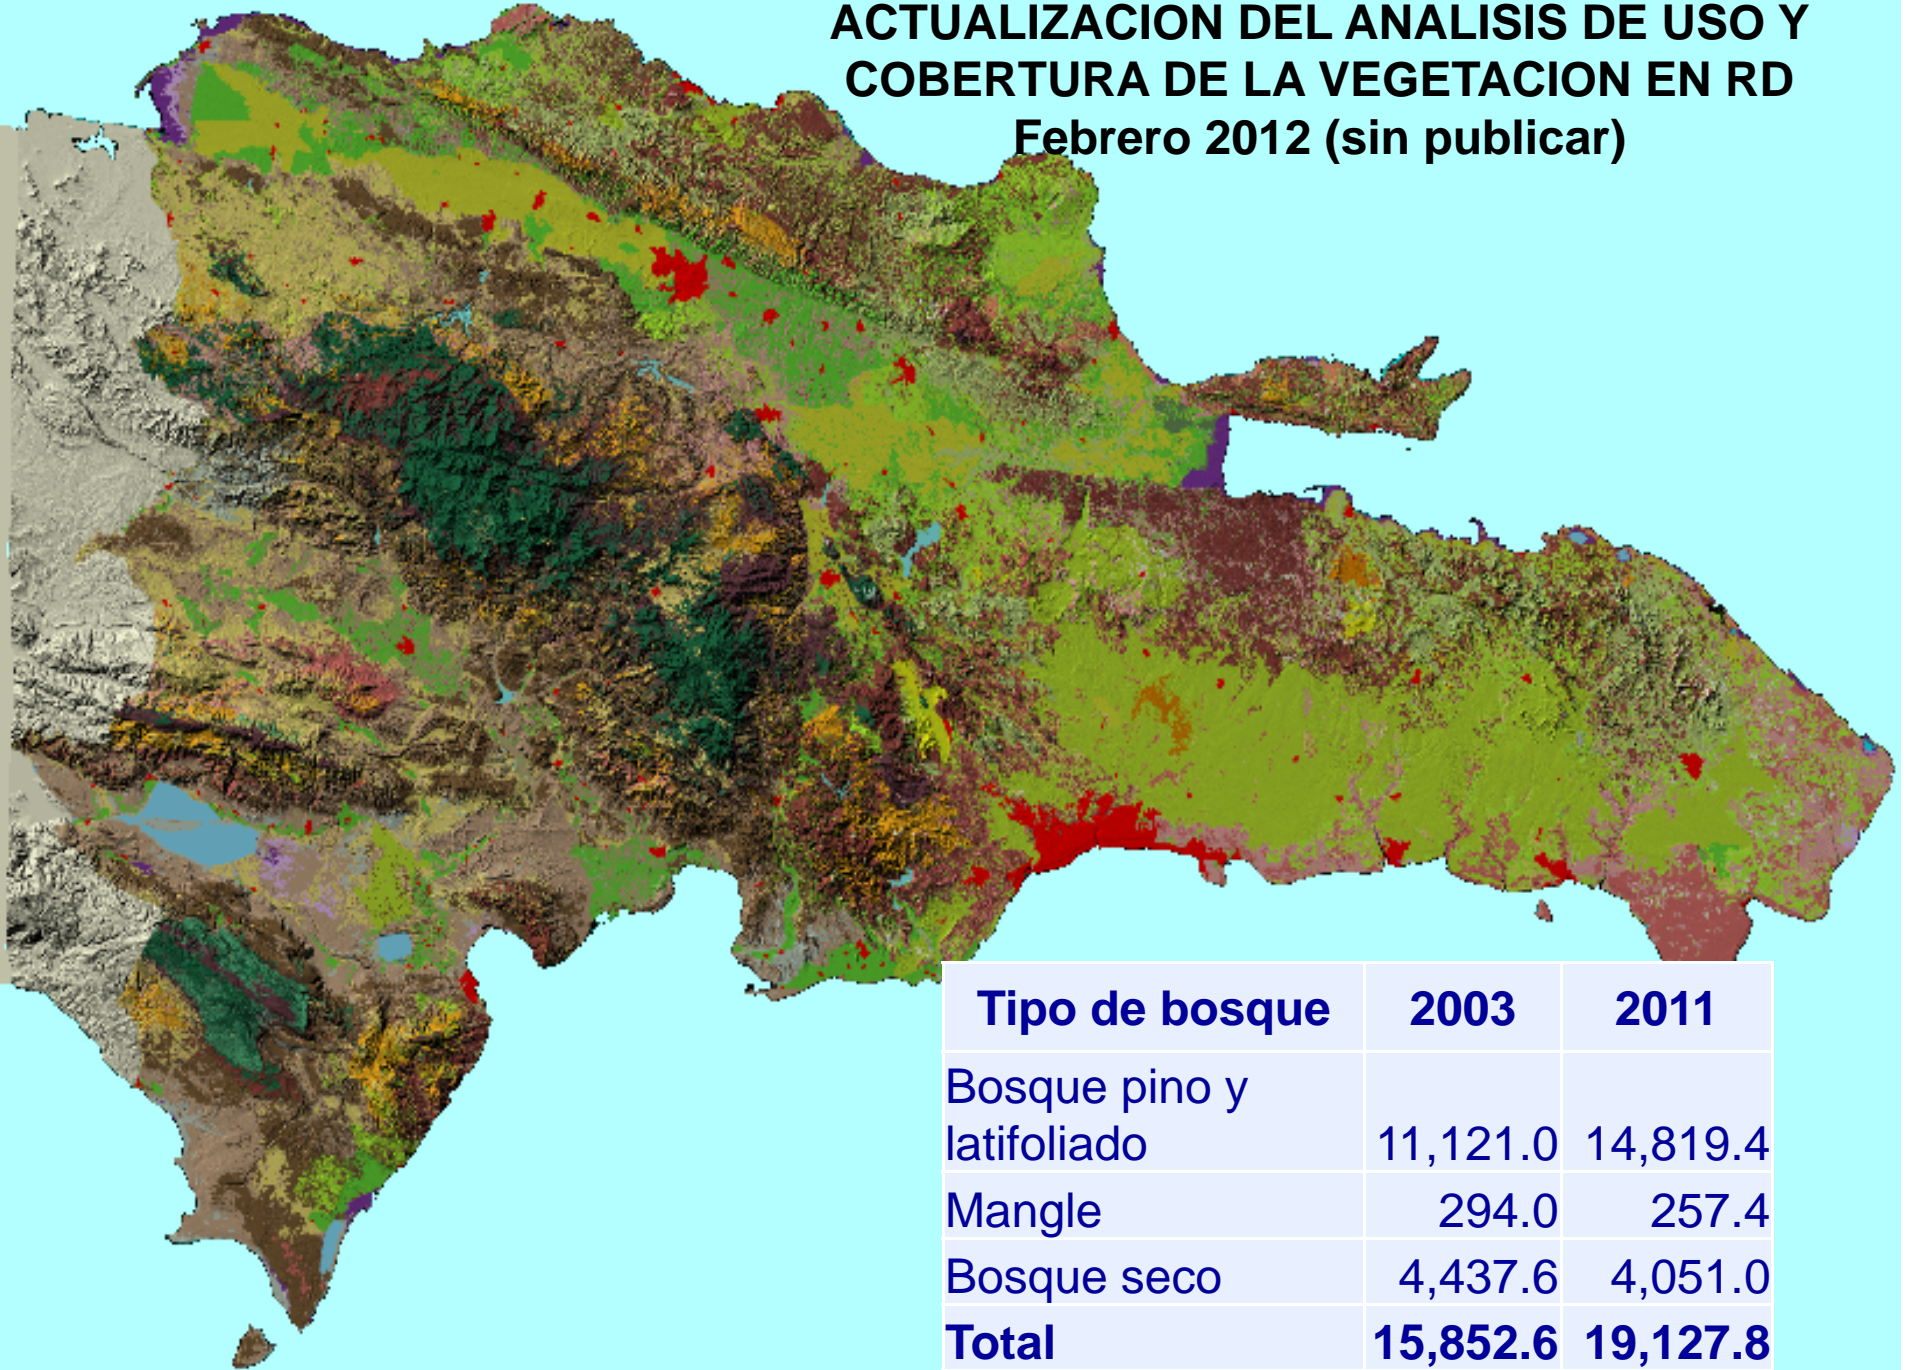 ACTUALIZACION DEL ANALISIS DE USO Y
COBERTURA DE LA VEGETACION EN RD
Febrero 2012 (sin publicar)
Tipo de bosque 2003 2011
Bosque pino y
latifoliado 11,121.0 14,819.4
Mangle 294.0 257.4
Bosque seco 4,437.6 4,051.0
Total 15,852.6 19,127.8